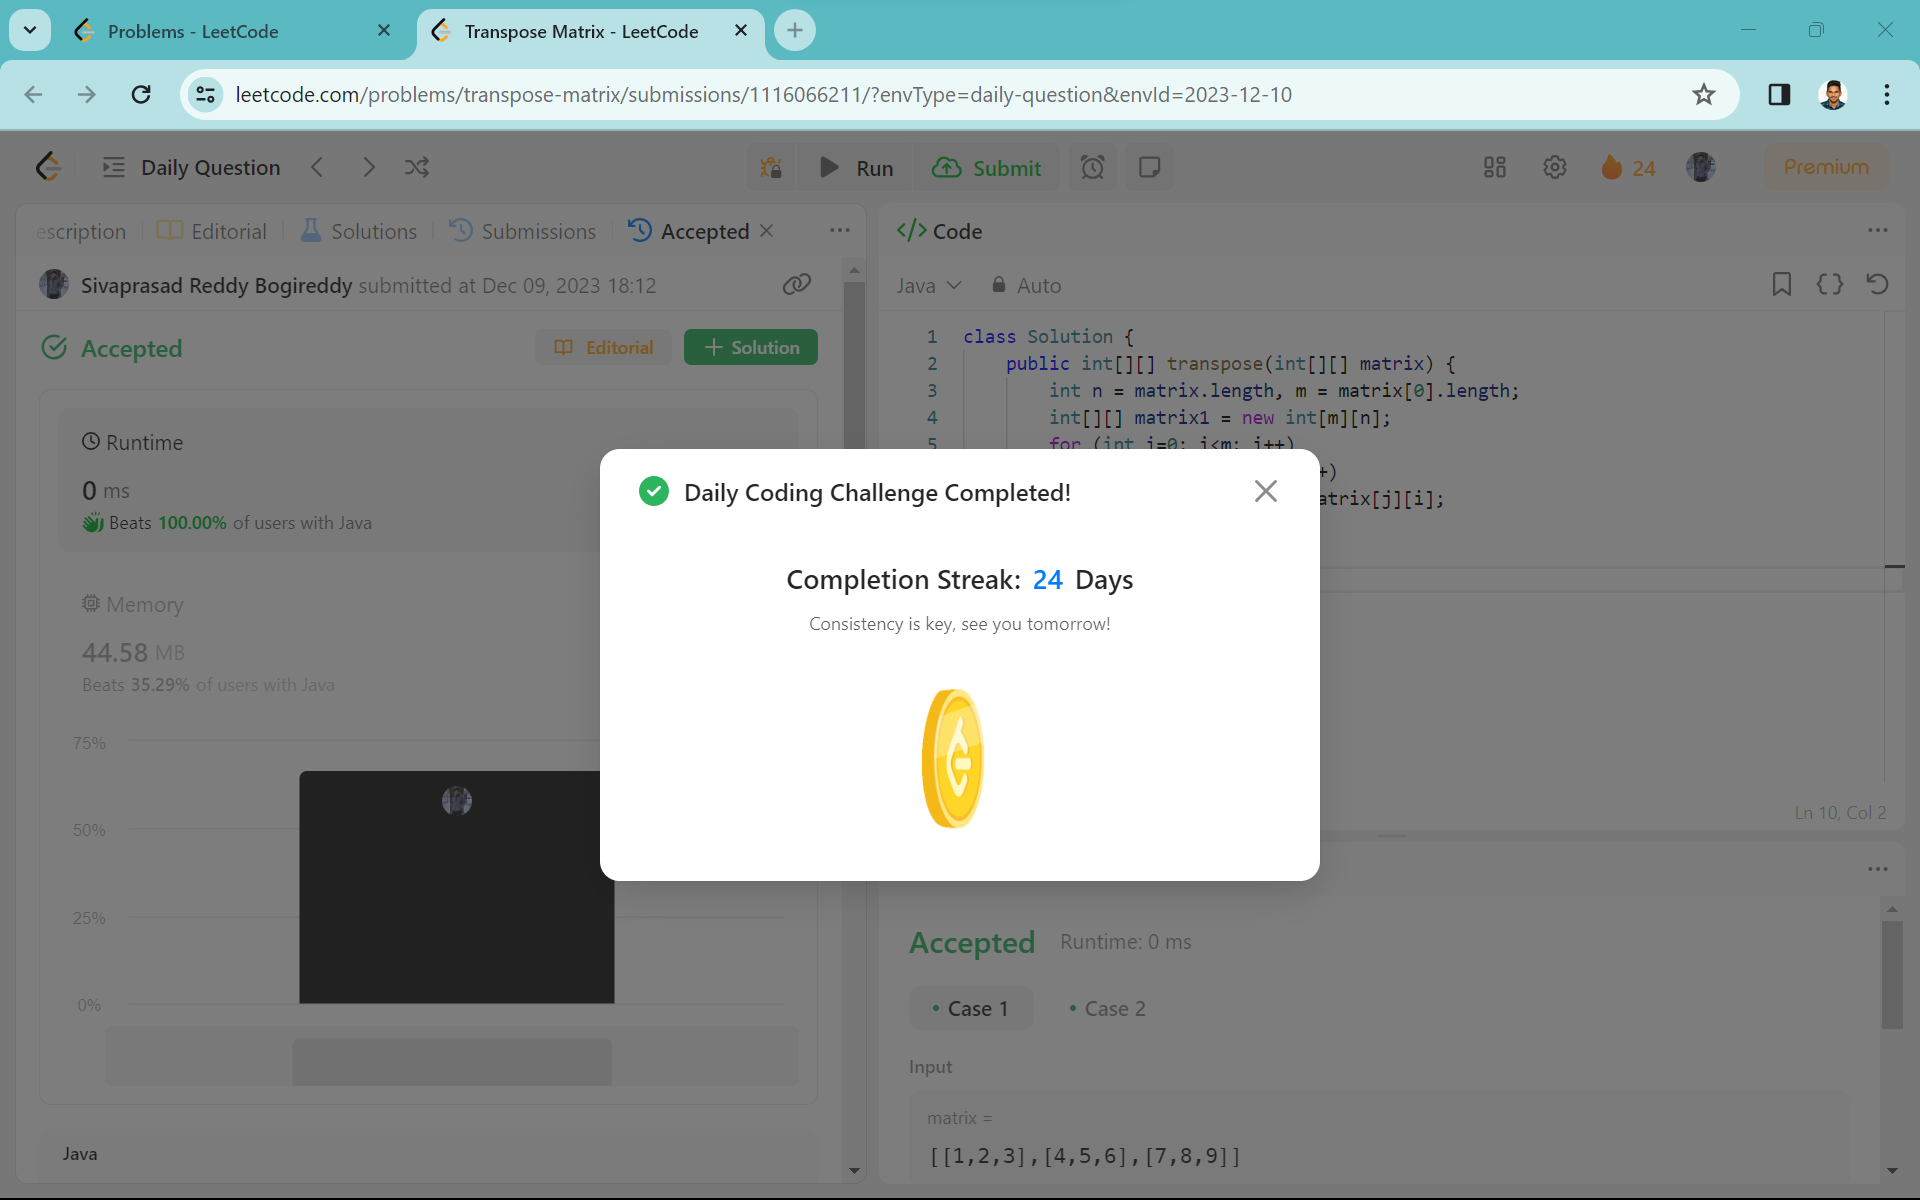 Problems - LeetCode
Transpose Matrix - LeetCode
leetcode.com/problems/transpose-matrix/submissions/1116066211/?envType=daily-question&envId=2023-12-10
Daily Question
Run
Submit
24
Premium
escription
Editorial
Solutions
Submissions
Accepted
Sivaprasad Reddy Bogireddy submitted at Dec 09, 2023 18:12
Accepted
Editorial
Solution
Runtime
0 ms
Beats 100.00% of users with Java
Memory
44.58 MB
Beats 35.29% of users with Java
75%
50%
25%
0%
Java
</> Code
Java
Auto
1 class Solution {
2 public int[][] transpose(int[][] matrix) {
3 int n = matrix.length, m = matrix[0].length;
4 int[][] matrix1 = new int[m][n];
5 for (int i=0; i<m; i++)
+)
atrix[j][i];
Ln 10, Col 2
Daily Coding Challenge Completed!
Completion Streak: 24 Days
Consistency is key, see you tomorrow!
Accepted
Runtime: 0 ms
Case 1
Case 2
Input
matrix =
[[1,2,3],[4,5,6],[7,8,9]]